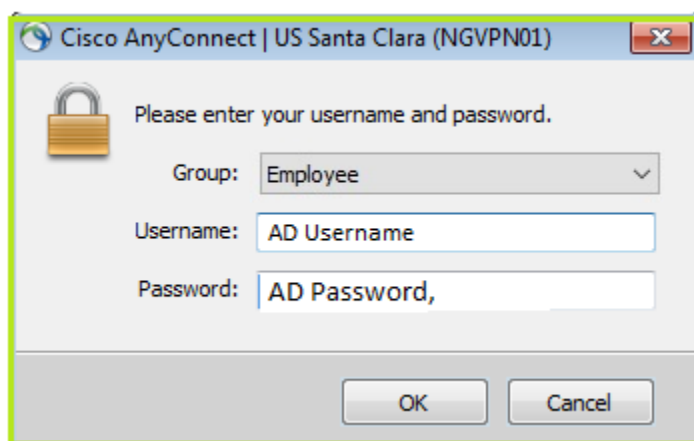 Cisco AnyConnect | US Santa Clara (NGVPN01)
Please enter your username and password.
Group: Employee
Username: AD Username
Password: AD Password,
OK Cancel